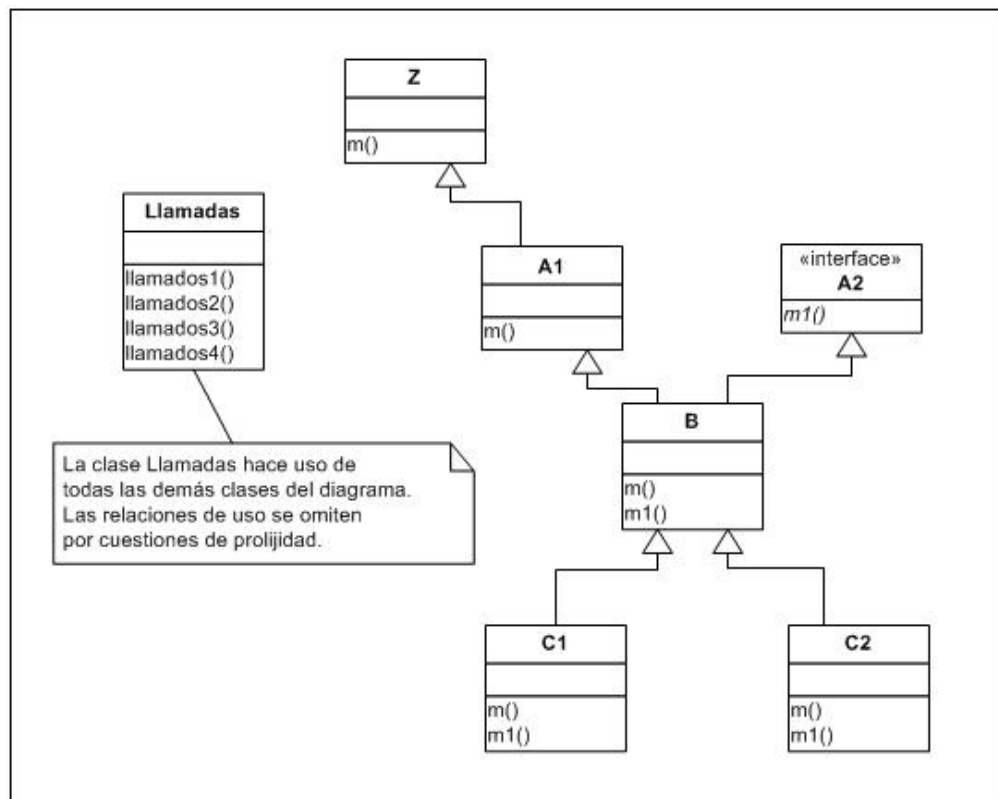 Z
m()
Llamadas
llamados1()
llamados2()
llamados3()
llamados4()
A1
m()
«interface»
A2
m1()
B
m()
m1()
La clase Llamadas hace uso de
todas las demás clases del diagrama.
Las relaciones de uso se omiten
por cuestiones de prolijidad.
C1
m()
m1()
C2
m()
m1()